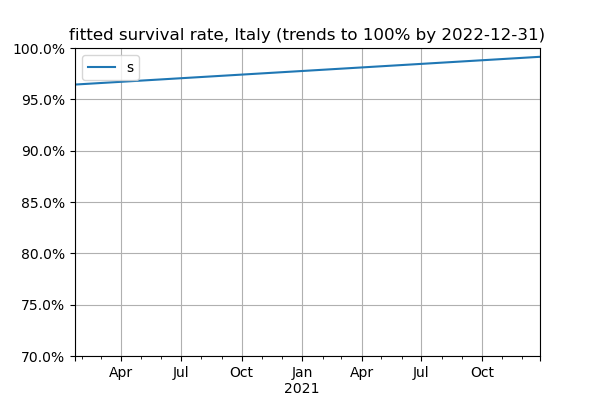 fitted survival rate, Italy (trends to 100% by 2022-12-31)
100.0%
s
95.0%
90.0%
85.0%
80.0%
75.0%
70.0%
Apr Jul Oct Jan Apr Jul Oct
2021